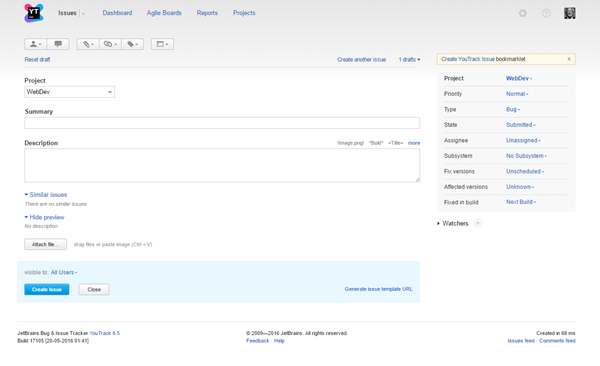 YT
Issues
Dashboard
Agile Boards
Reports
Projects
Reset draft
Create another issue
1 drafts
Create YouTrack Issue bookmarklet
Project
WebDev
Summary
Description
!image.png! *Bold* =Title= more
Similar issues
There are no similar issues
Hide preview
No description
Attach file...
drag files or paste image (Ctrl + V)
visible to: All Users
Create Issue
Close
Generate issue template URL
Project WebDev
Priority Normal
Type Bug
State Submitted
Assignee Unassigned
Subsystem No Subsystem
Fix versions Unscheduled
Affected versions Unknown
Fixed in build Next Build
Watchers
JetBrains Bug & Issue Tracker YouTrack 6.5
Build 17105 [20-05-2016 01:41]
© 2009—2016 JetBrains. All rights reserved.
Feedback · Help
Created in 68 ms
Issues feed · Comments feed